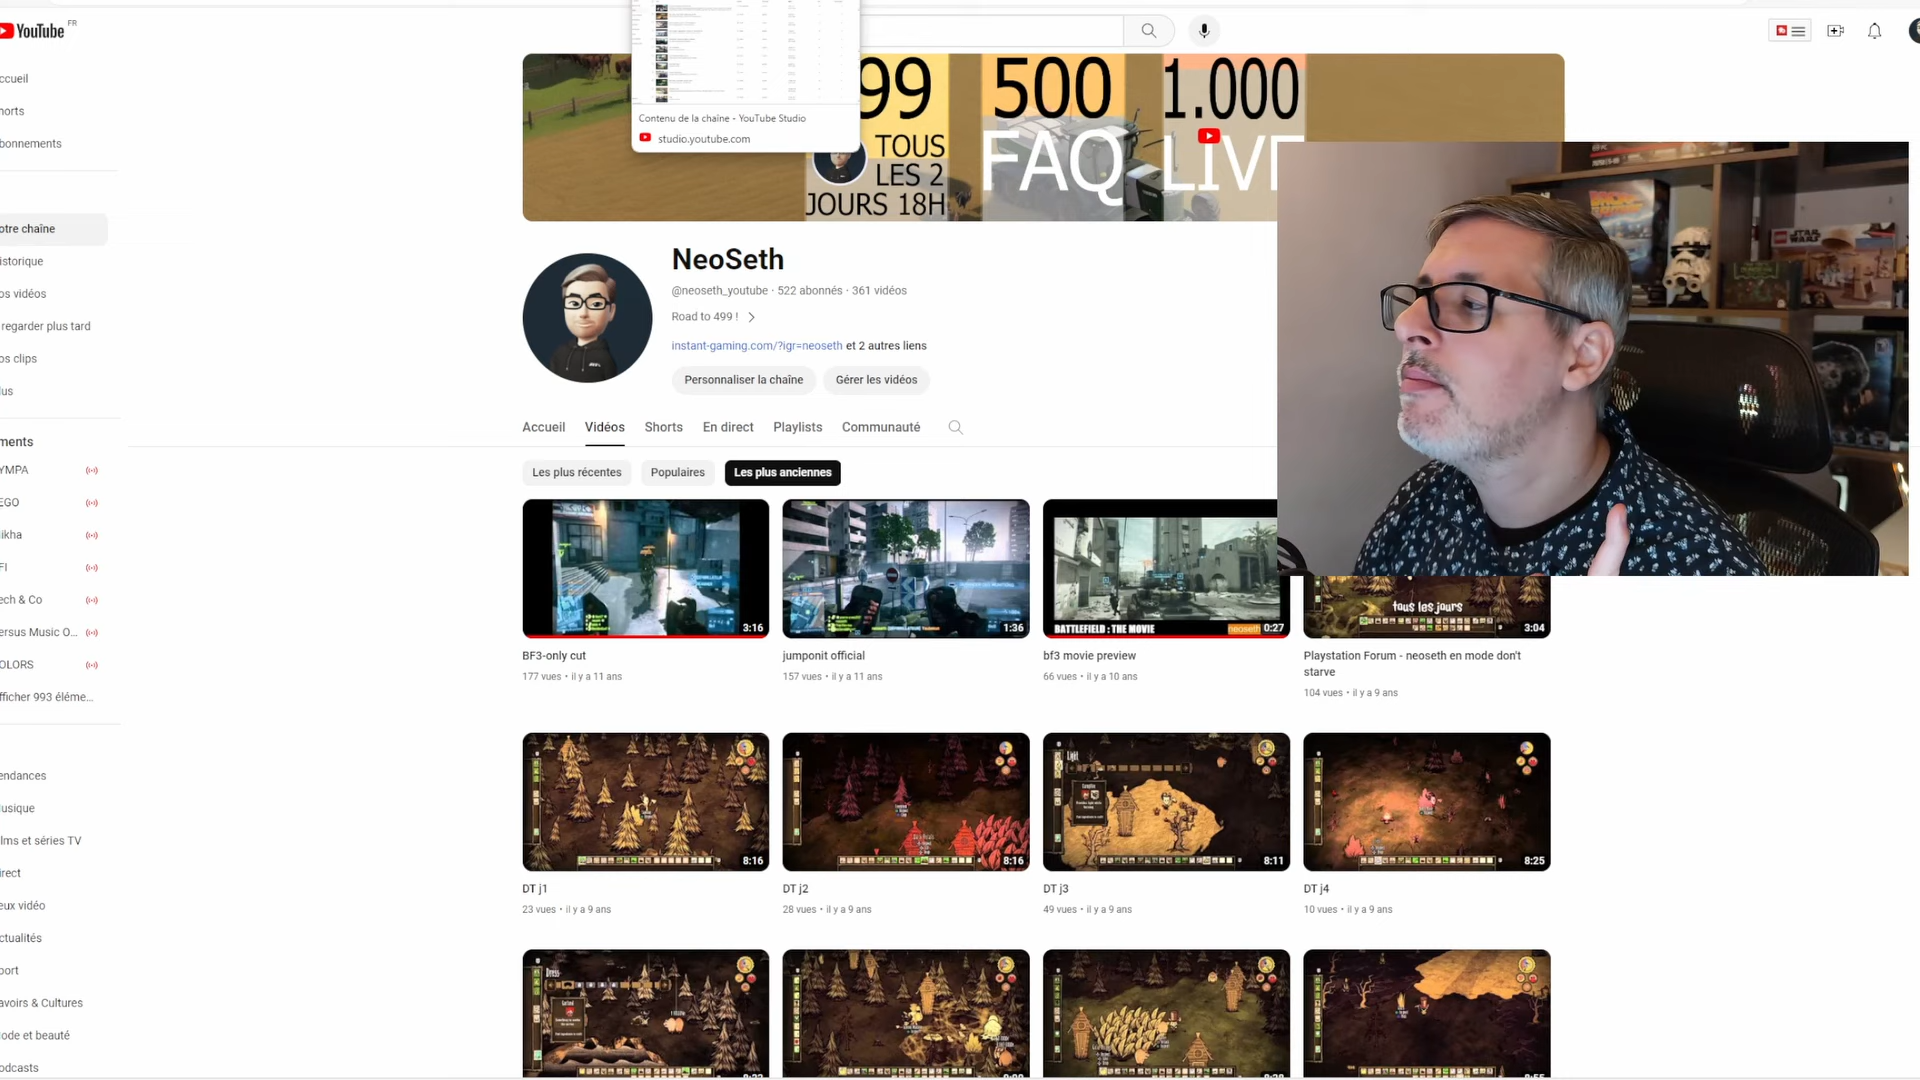 YouTube FR
ccueil
horts
bonnements
otre chaîne
istorique
os vidéos
regarder plus tard
os clips
lus
ments
YMPA
EGO
ikha
FI
ech & Co
ersus Music O...
OLORS
fficher 993 éléme...
endances
usique
lms et séries TV
irect
eux vidéo
ctualités
port
avoirs & Cultures
ode et beauté
odcasts
Contenu de la chaîne - YouTube Studio
studio.youtube.com
99
TOUS
LES 2
JOURS 18H
500
FAQ
1.000
LIVE
NeoSeth
@neoseth_youtube · 522 abonnés · 361 vidéos
Road to 499 !
instant-gaming.com/?igr=neoseth et 2 autres liens
Personnaliser la chaîne
Gérer les vidéos
Accueil Vidéos Shorts En direct Playlists Communauté
Les plus récentes Populaires Les plus anciennes
3:16
BF3-only cut
177 vues • il y a 11 ans
1:36
jumponit official
157 vues • il y a 11 ans
BATTLEFIELD : THE MOVIE
neoseth 0:27
bf3 movie preview
66 vues • il y a 10 ans
tous les jours
3:04
Playstation Forum - neoseth en mode don't
starve
104 vues • il y a 9 ans
8:16
DT j1
23 vues • il y a 9 ans
8:16
DT j2
28 vues • il y a 9 ans
Light
8:11
DT j3
49 vues • il y a 9 ans
8:25
DT j4
10 vues • il y a 9 ans
Dress
STAR WARS